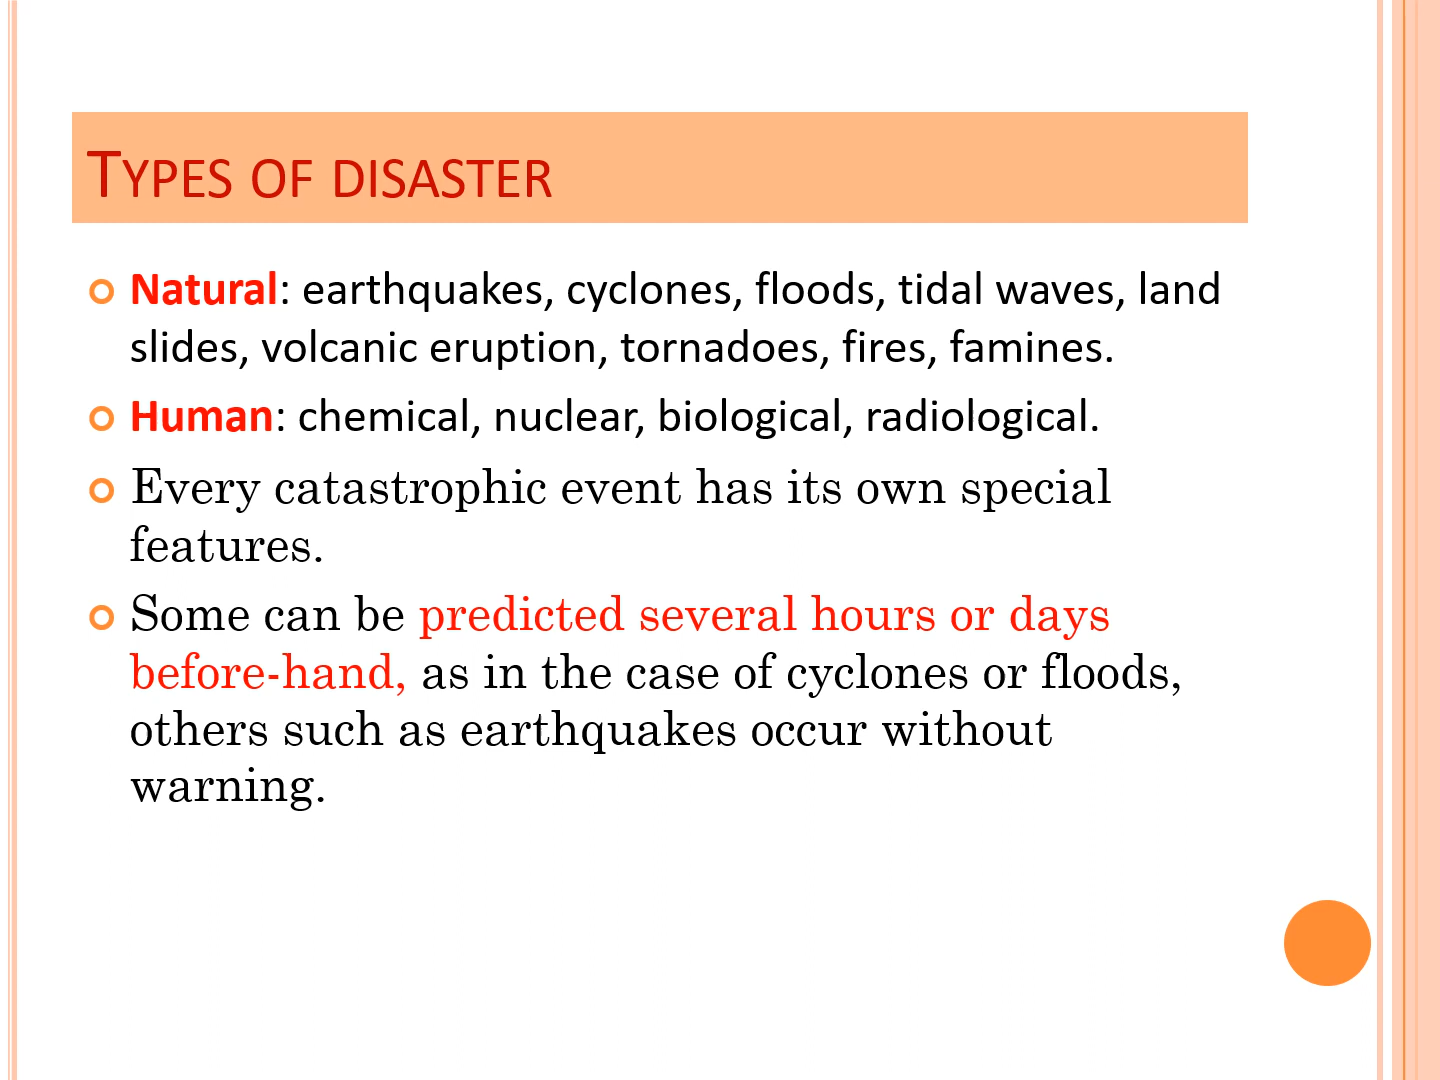 TYPES OF DISASTER
Natural: earthquakes, cyclones, floods, tidal waves, land
slides, volcanic eruption, tornadoes, fires, famines.
Human: chemical, nuclear, biological, radiological.
Every catastrophic event has its own special
features.
Some can be predicted several hours or days
before-hand, as in the case of cyclones or floods,
others such as earthquakes occur without
warning.